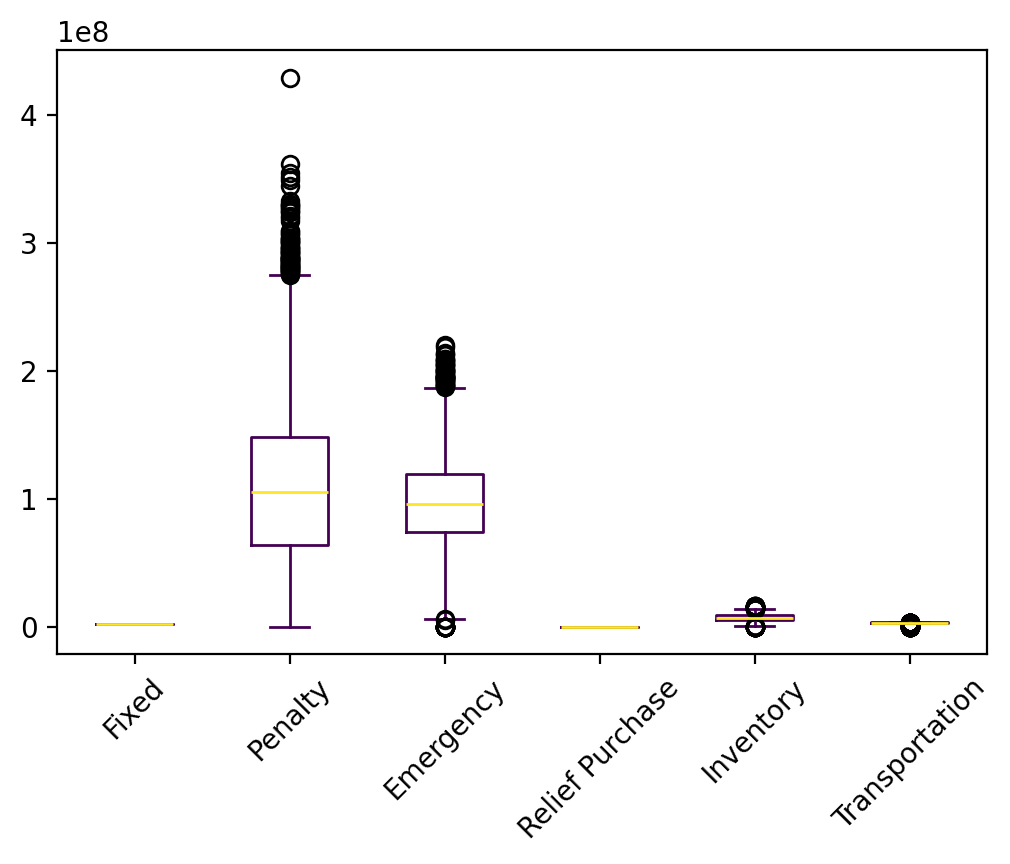 1e8
4
3
2
1
0
Fixed
Penalty
Emergency
Relief Purchase
Inventory
Transportation